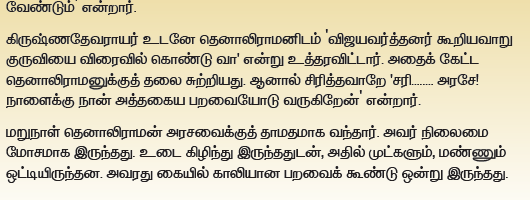 வேண்டும்' என்றார்.
கிருஷ்ணதேவராயர் உடனே தெனாலிராமனிடம் 'விஜயவர்த்தனர் கூறியவாறு
குருவியை விரைவில் கொண்டு வா' என்று உத்தரவிட்டார். அதைக் கேட்ட
தெனாலிராமனுக்குத் தலை சுற்றியது. ஆனால் சிரித்தவாறே 'சரி........ அரசே!
நாளைக்கு நான் அத்தகைய பறவையோடு வருகிறேன்' என்றார்.
மறுநாள் தெனாலிராமன் அரசவைக்குத் தாமதமாக வந்தார். அவர் நிலைமை
மோசமாக இருந்தது. உடை கிழிந்து இருந்ததுடன், அதில் முட்களும், மண்ணும்
ஒட்டியிருந்தன. அவரது கையில் காலியான பறவைக் கூண்டு ஒன்று இருந்தது.